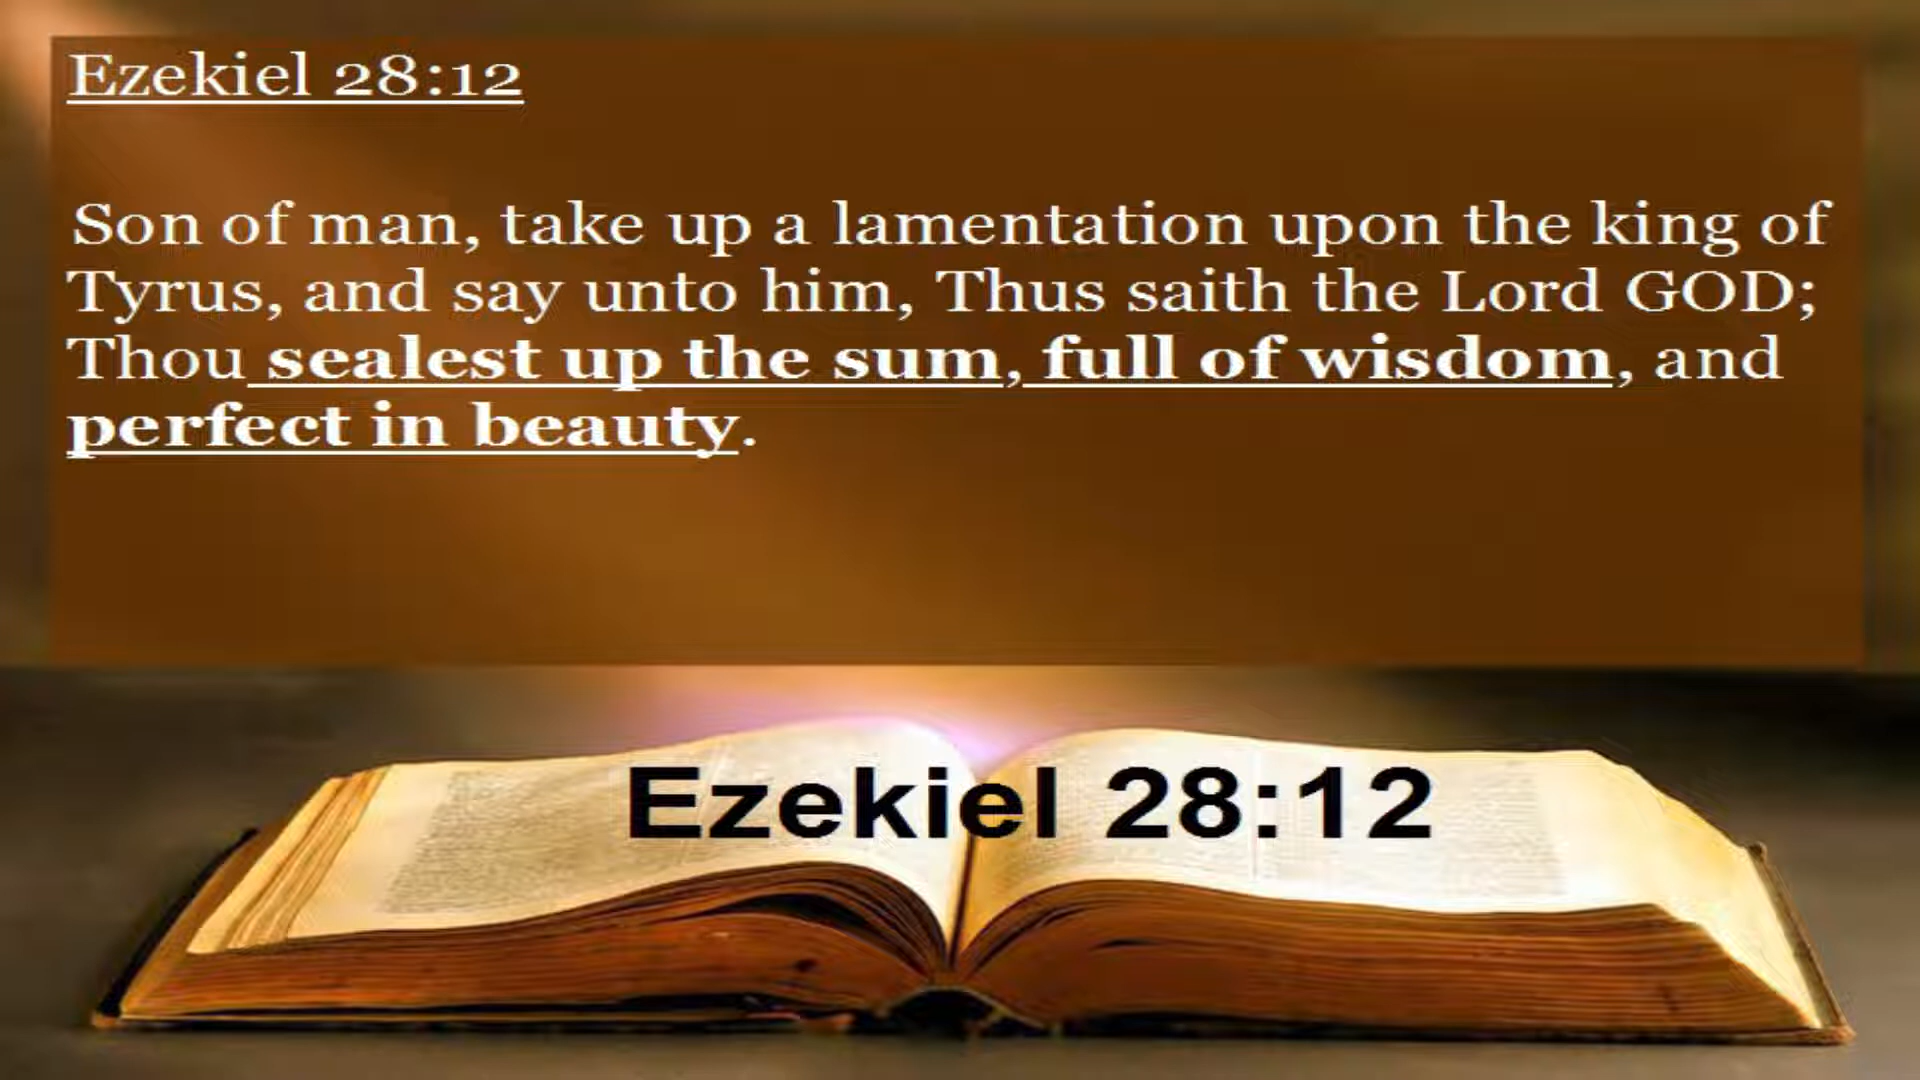 Ezekiel 28:12
Son of man, take up a lamentation upon the king of
Tyrus, and say unto him, Thus saith the Lord GOD;
Thou sealest up the sum, full of wisdom, and
perfect in beauty.
Ezekiel 28:12